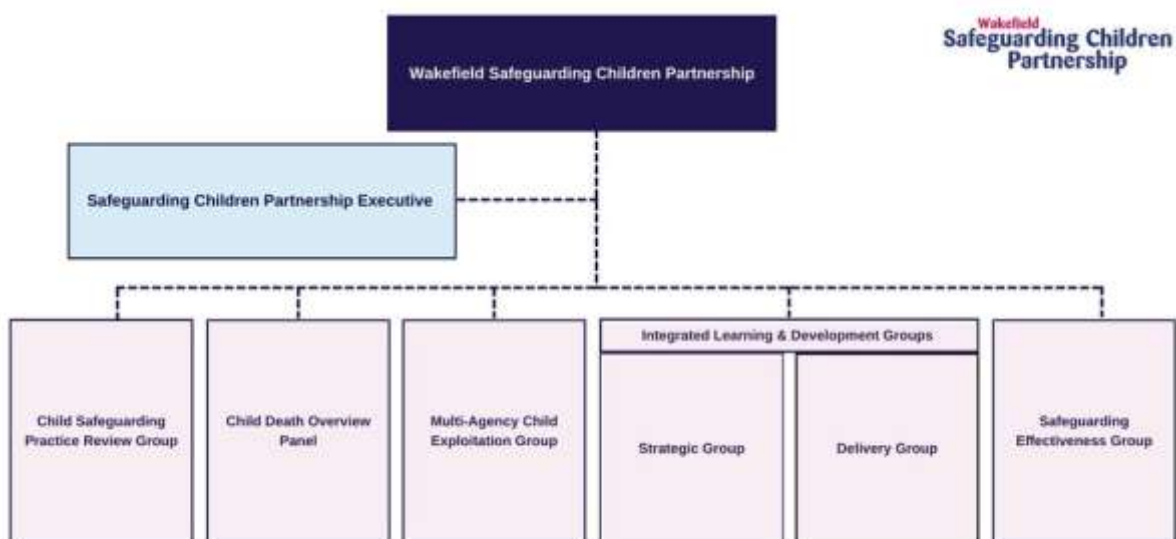 Wakefield
Safeguarding Children
Partnership
Wakefield Safeguarding Children Partnership
Safeguarding Children Partnership Executive
Child Safeguarding
Practice Review Group
Child Death Overview
Panel
Multi-Agency Child
Exploitation Group
Integrated Learning & Development Groups
Strategic Group
Delivery Group
Safeguarding
Effectiveness Group